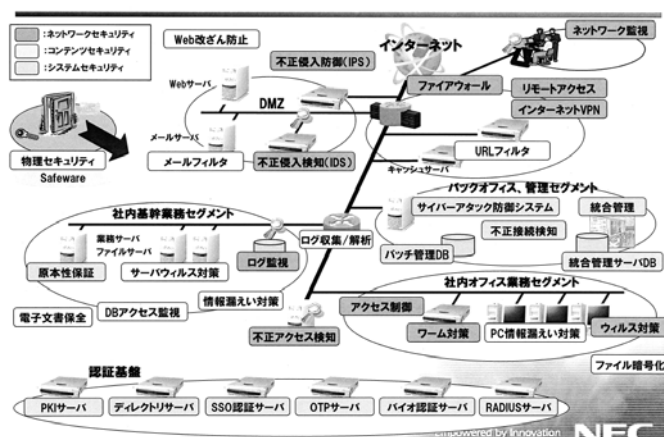 :ネットワークセキュリティ
:コンテンツセキュリティ
:システムセキュリティ
Web改ざん防止
インターネット
ネットワーク監視
不正侵入防御(IPS)
Webサーバ
DMZ
ファイアウォール
リモートアクセス
インターネットVPN
メールサーバ
メールフィルタ
不正侵入検知(IDS)
URLフィルタ
キャッシュサーバ
物理セキュリティ
Safeware
バックオフィス、管理セグメント
サイバーアタック防御システム
統合管理
不正接続検知
パッチ管理DB
統合管理サーバDB
社内基幹業務セグメント
ログ収集/解析
業務サーバ
ファイルサーバ
原本性保証
サーバウィルス対策
ログ監視
情報漏えい対策
DBアクセス監視
電子文書保全
不正アクセス検知
社内オフィス業務セグメント
アクセス制御
ワーム対策
PC情報漏えい対策
ウィルス対策
ファイル暗号化
認証基盤
PKIサーバ
ディレクトリサーバ
SSO認証サーバ
OTPサーバ
バイオ認証サーバ
RADIUSサーバ
empowered by Innovation
NEC